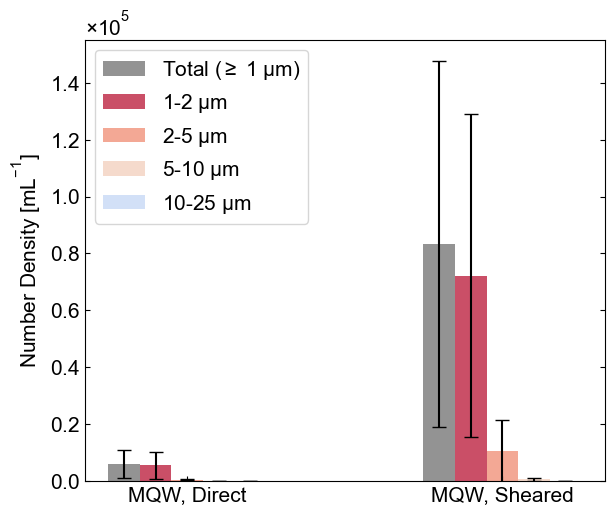 ×10⁵
1.4
1.2
1.0
0.8
0.6
0.4
0.2
0.0
Number Density [mL⁻¹]
Total (≥ 1 µm)
1-2 µm
2-5 µm
5-10 µm
10-25 µm
MQW, Direct
MQW, Sheared